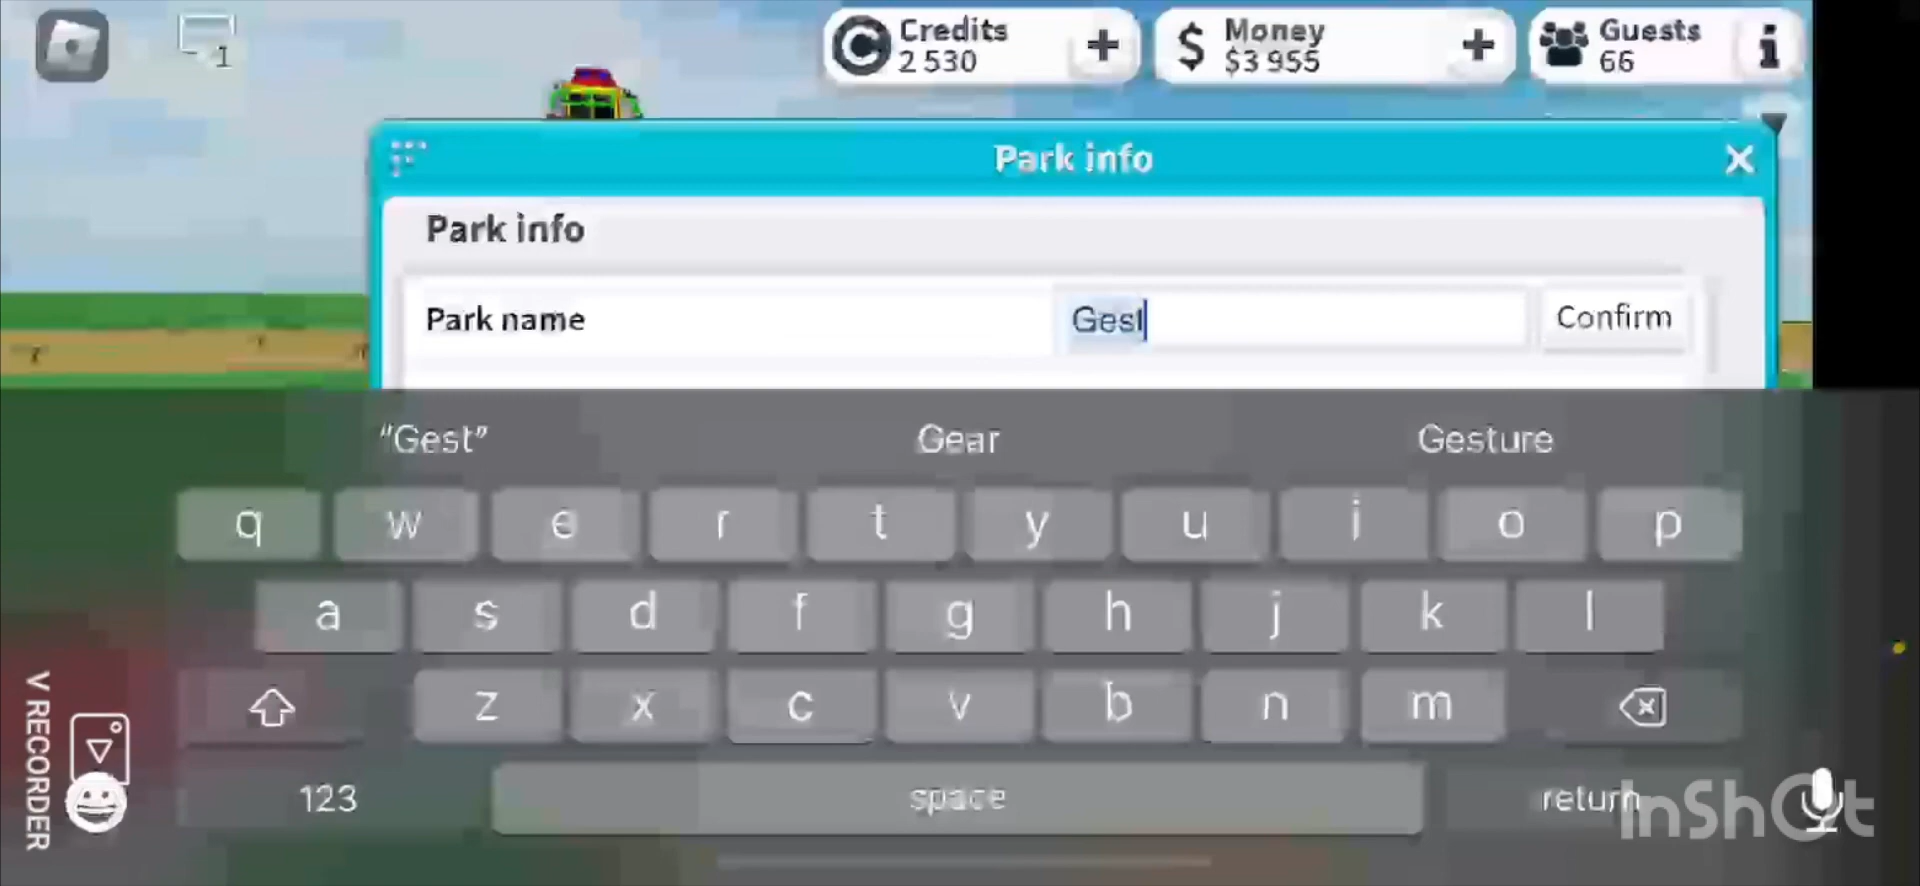 1
Credits
2 530
Money
$3 955
Guests
66
Park info
Park info
Park name
Gest
Confirm
"Gest"
Gear
Gesture
q w e r t y u i o p
a s d f g h j k l
z x c v b n m
123
space
return
V RECORDER
InShOt